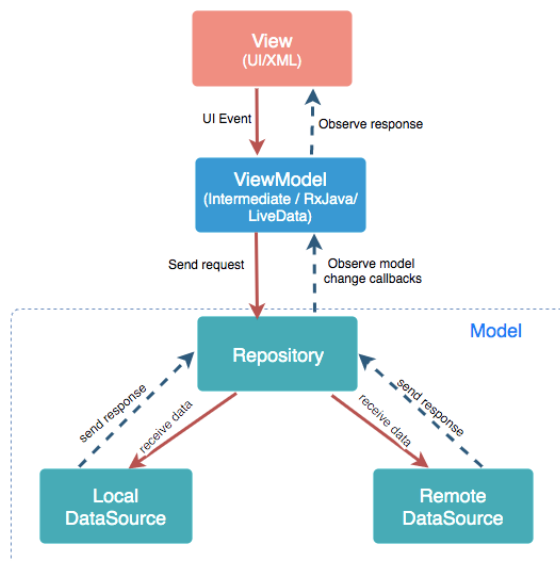 View
(UI/XML)
UI Event
Observe response
ViewModel
(Intermediate / RxJava/
LiveData)
Send request
Observe model
change callbacks
Model
Repository
send response
receive data
receive data
send response
Local
DataSource
Remote
DataSource